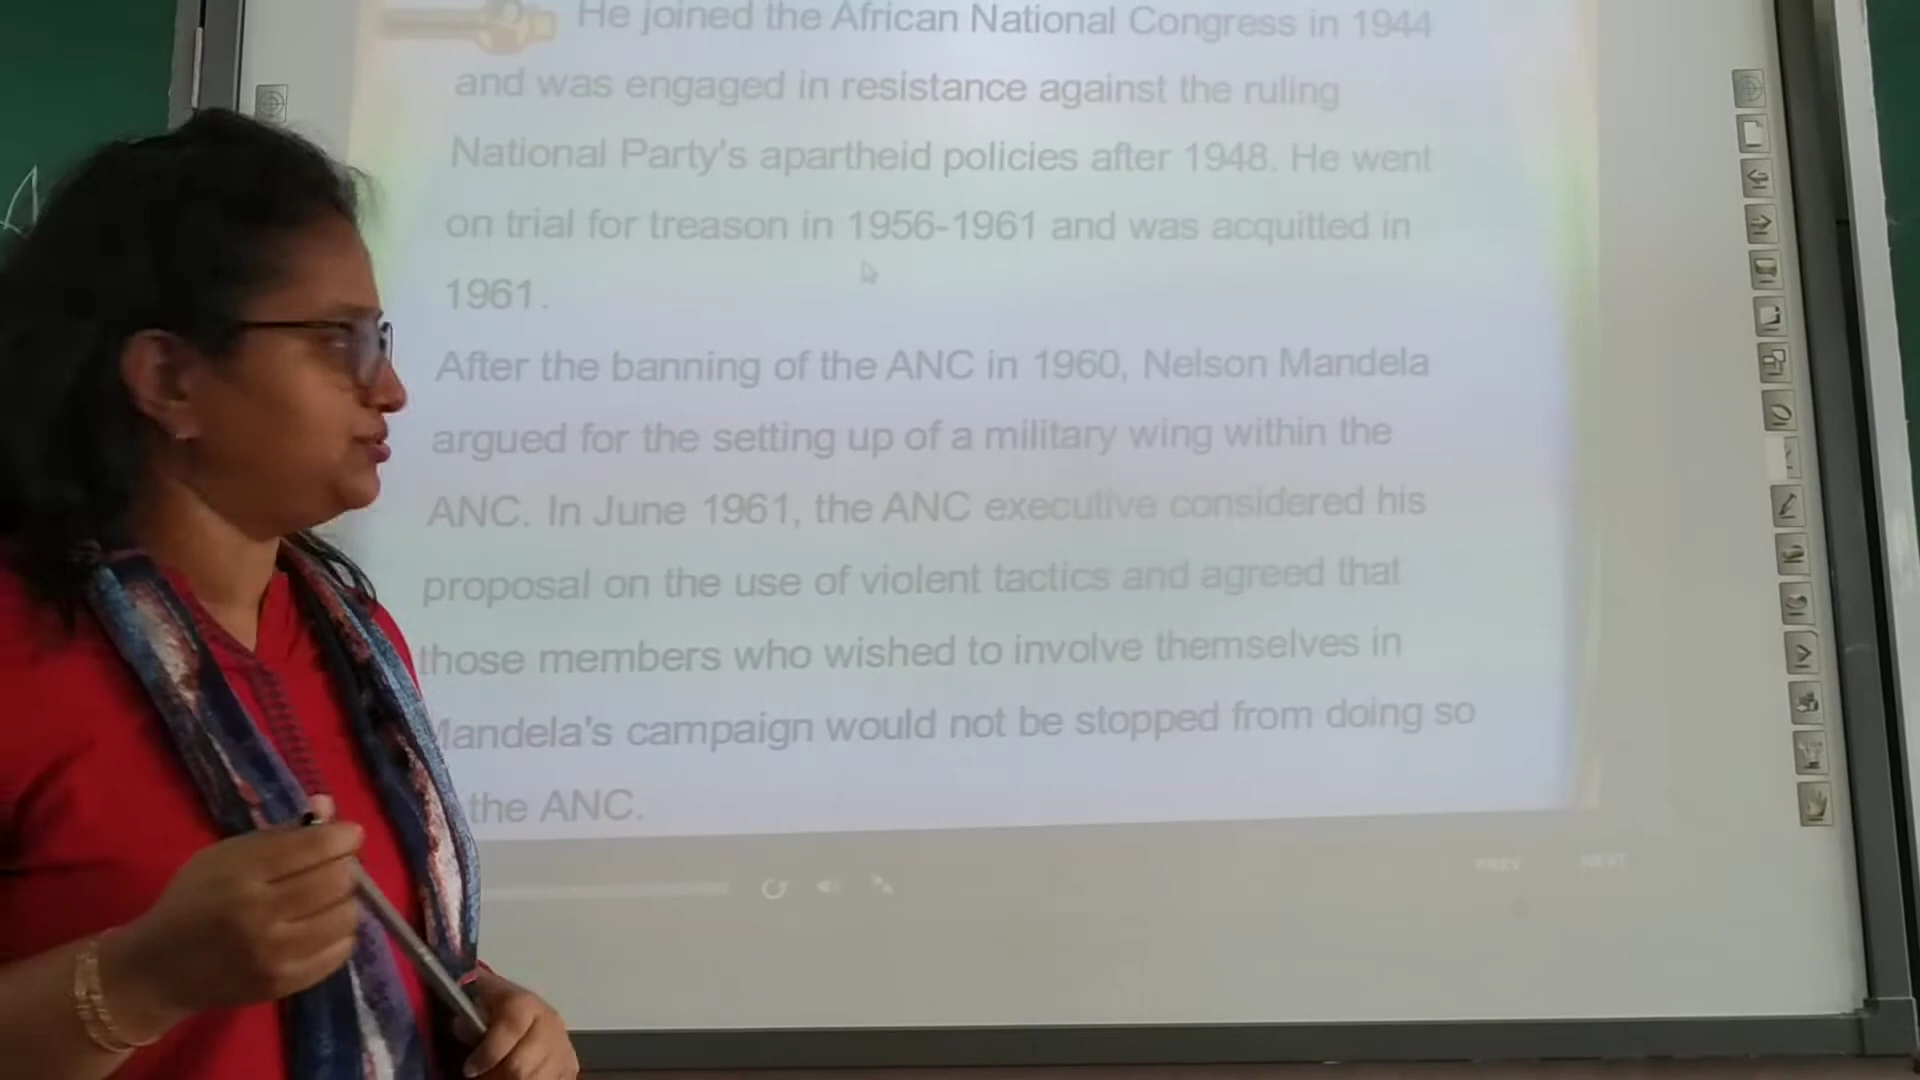 He joined the African National Congress in 1944
and was engaged in resistance against the ruling
National Party's apartheid policies after 1948. He went
on trial for treason in 1956-1961 and was acquitted in
1961.
After the banning of the ANC in 1960, Nelson Mandela
argued for the setting up of a military wing within the
ANC. In June 1961, the ANC executive considered his
proposal on the use of violent tactics and agreed that
those members who wished to involve themselves in
Mandela's campaign would not be stopped from doing so
the ANC.
PREV NEXT